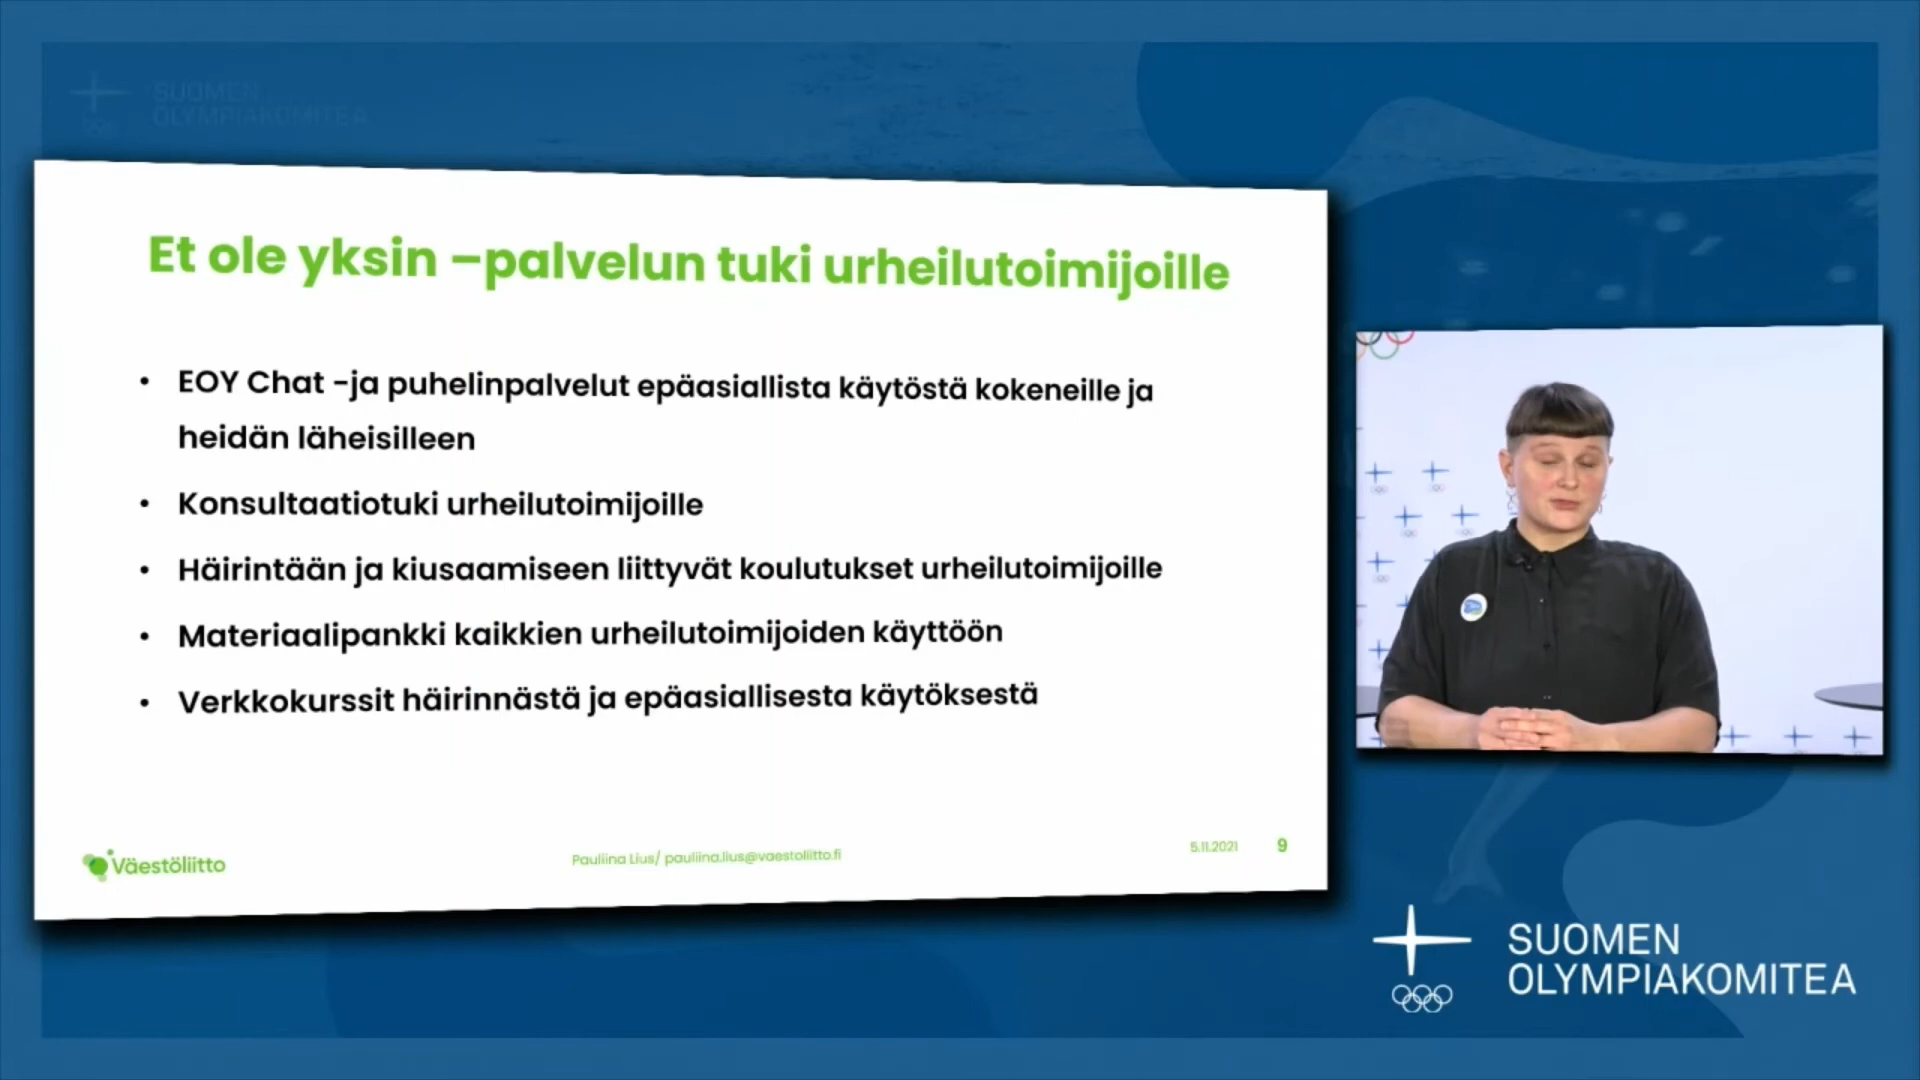 SUOMEN
OLYMPIAKOMITEA
Et ole yksin –palvelun tuki urheilutoimijoille
• EOY Chat -ja puhelinpalvelut epäasiallista käytöstä kokeneille ja
heidän läheisilleen
• Konsultaatiotuki urheilutoimijoille
• Häirintään ja kiusaamiseen liittyvät koulutukset urheilutoimijoille
• Materiaalipankki kaikkien urheilutoimijoiden käyttöön
• Verkkokurssit häirinnästä ja epäasiallisesta käytöksestä
Väestöliitto
Pauliina Lius/ pauliina.lius@vaestoliitto.fi
5.11.2021
9
SUOMEN
OLYMPIAKOMITEA